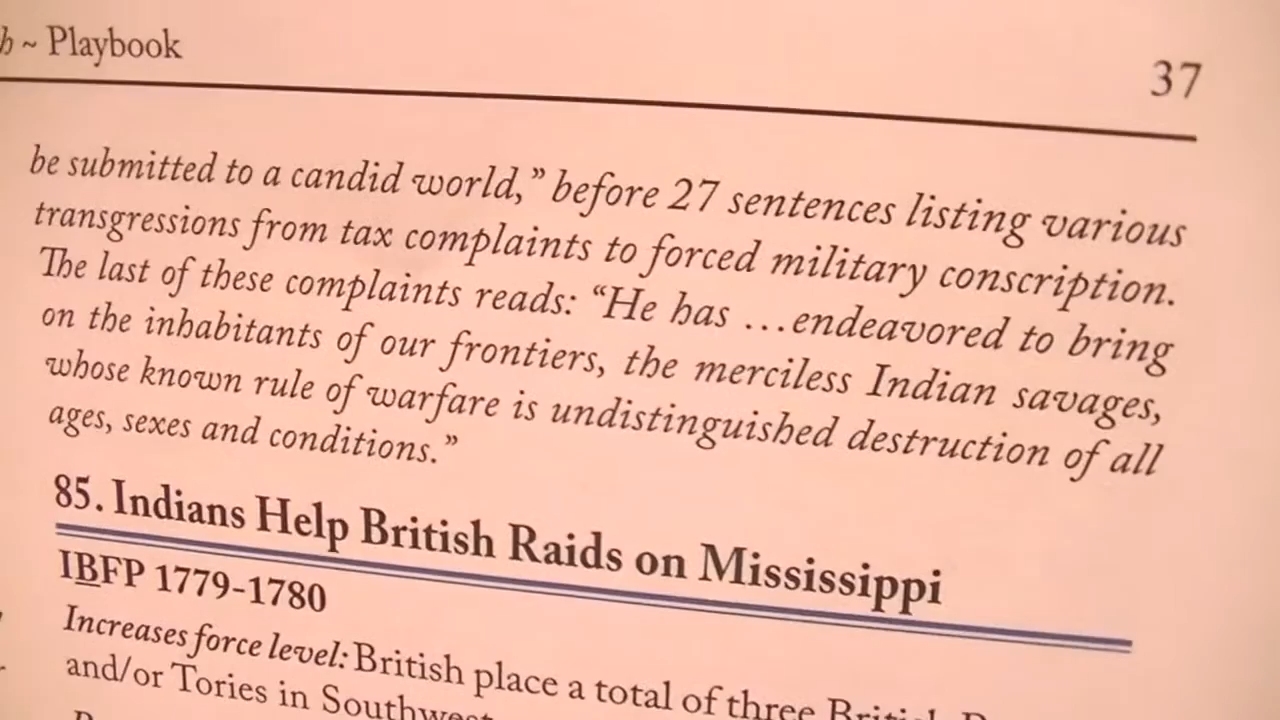 ~ Playbook
37
be submitted to a candid world,” before 27 sentences listing various
transgressions from tax complaints to forced military conscription.
The last of these complaints reads: “He has …endeavored to bring
on the inhabitants of our frontiers, the merciless Indian savages,
whose known rule of warfare is undistinguished destruction of all
ages, sexes and conditions.”
85. Indians Help British Raids on Mississippi
IBFP 1779-1780
Increases force level: British place a total of three
and/or Tories in